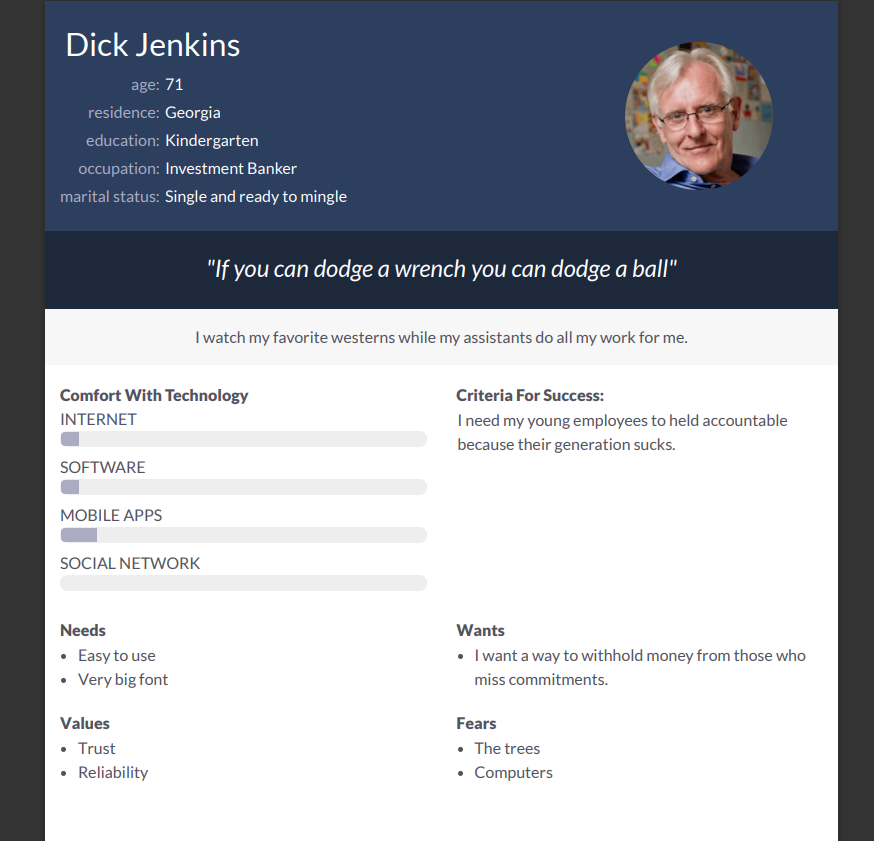 Dick Jenkins
age: 71
residence: Georgia
education: Kindergarten
occupation: Investment Banker
marital status: Single and ready to mingle
"If you can dodge a wrench you can dodge a ball"
I watch my favorite westerns while my assistants do all my work for me.
Comfort With Technology
INTERNET
SOFTWARE
MOBILE APPS
SOCIAL NETWORK
Criteria For Success:
I need my young employees to held accountable
because their generation sucks.
Needs
• Easy to use
• Very big font
Wants
• I want a way to withhold money from those who
miss commitments.
Values
• Trust
• Reliability
Fears
• The trees
• Computers